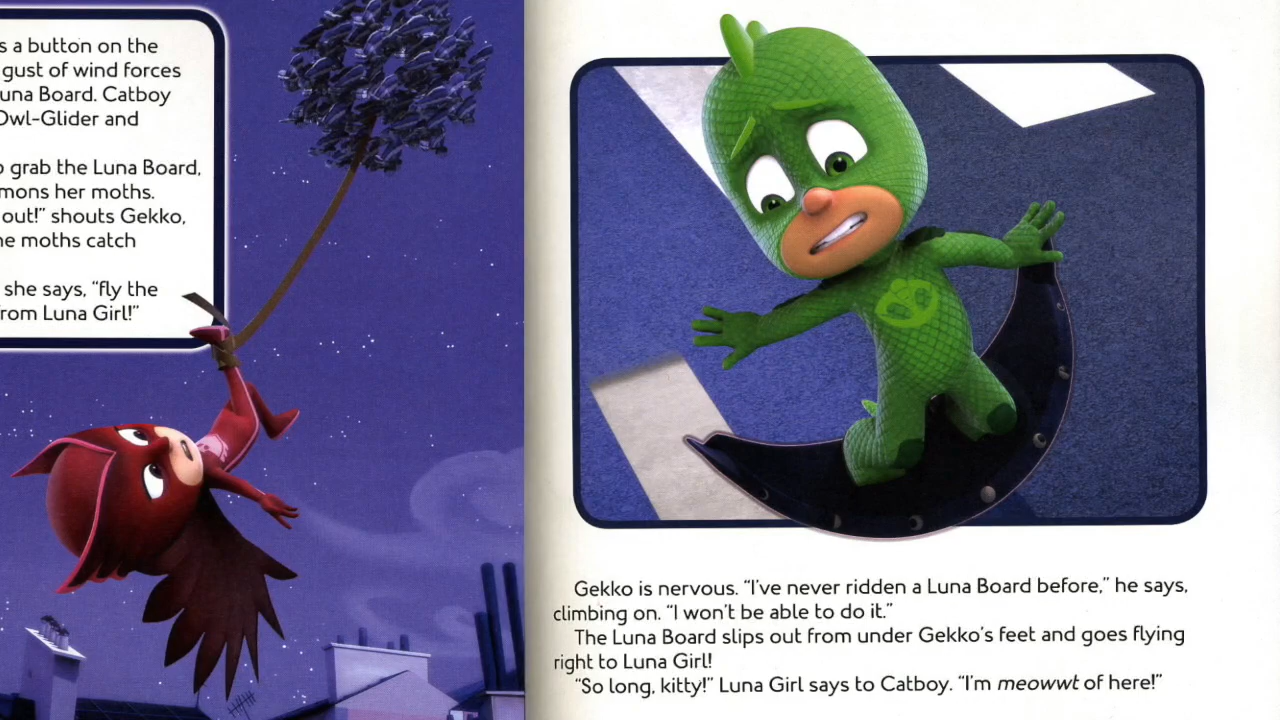 s a button on the
gust of wind forces
una Board. Catboy
Owl-Glider and
o grab the Luna Board,
mons her moths.
out!” shouts Gekko,
he moths catch
she says, “fly the
from Luna Girl!”
Gekko is nervous. “I’ve never ridden a Luna Board before,” he says,
climbing on. “I won’t be able to do it.”
The Luna Board slips out from under Gekko’s feet and goes flying
right to Luna Girl!
“So long, kitty!” Luna Girl says to Catboy. “I’m meowwt of here!”